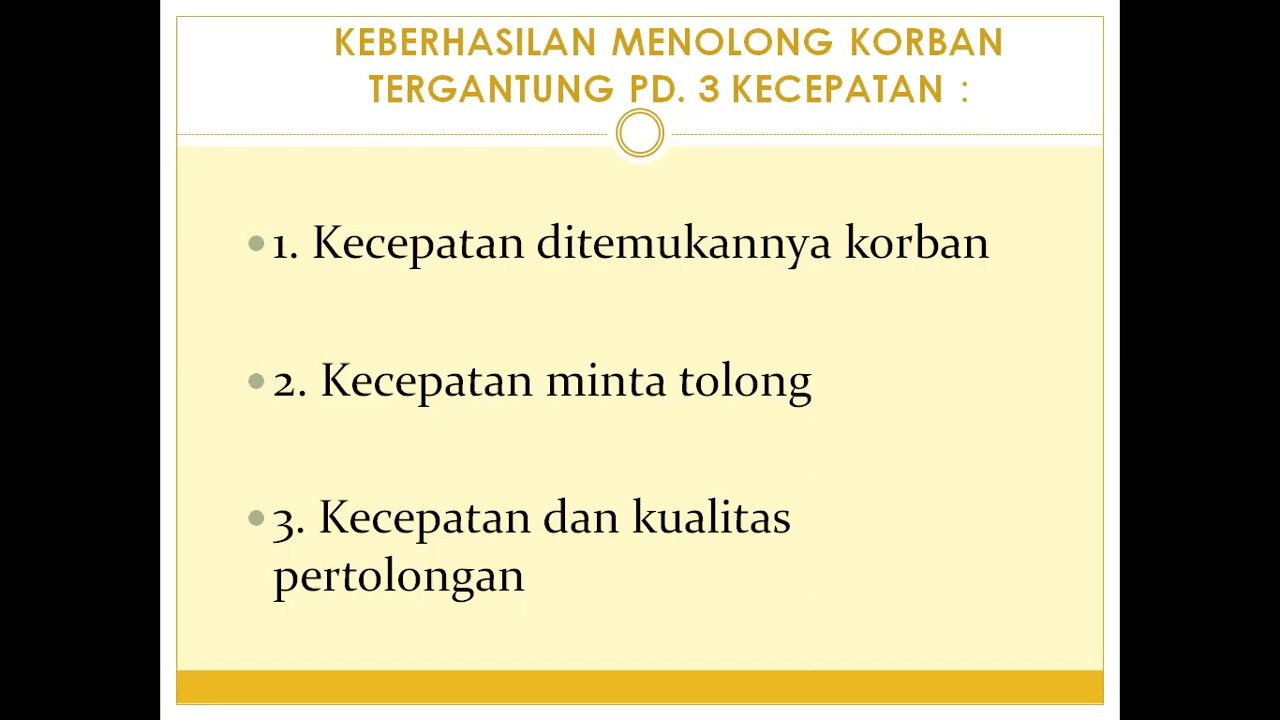 KEBERHASILAN MENOLONG KORBAN
TERGANTUNG PD. 3 KECEPATAN :
• 1. Kecepatan ditemukannya korban
• 2. Kecepatan minta tolong
• 3. Kecepatan dan kualitas
pertolongan